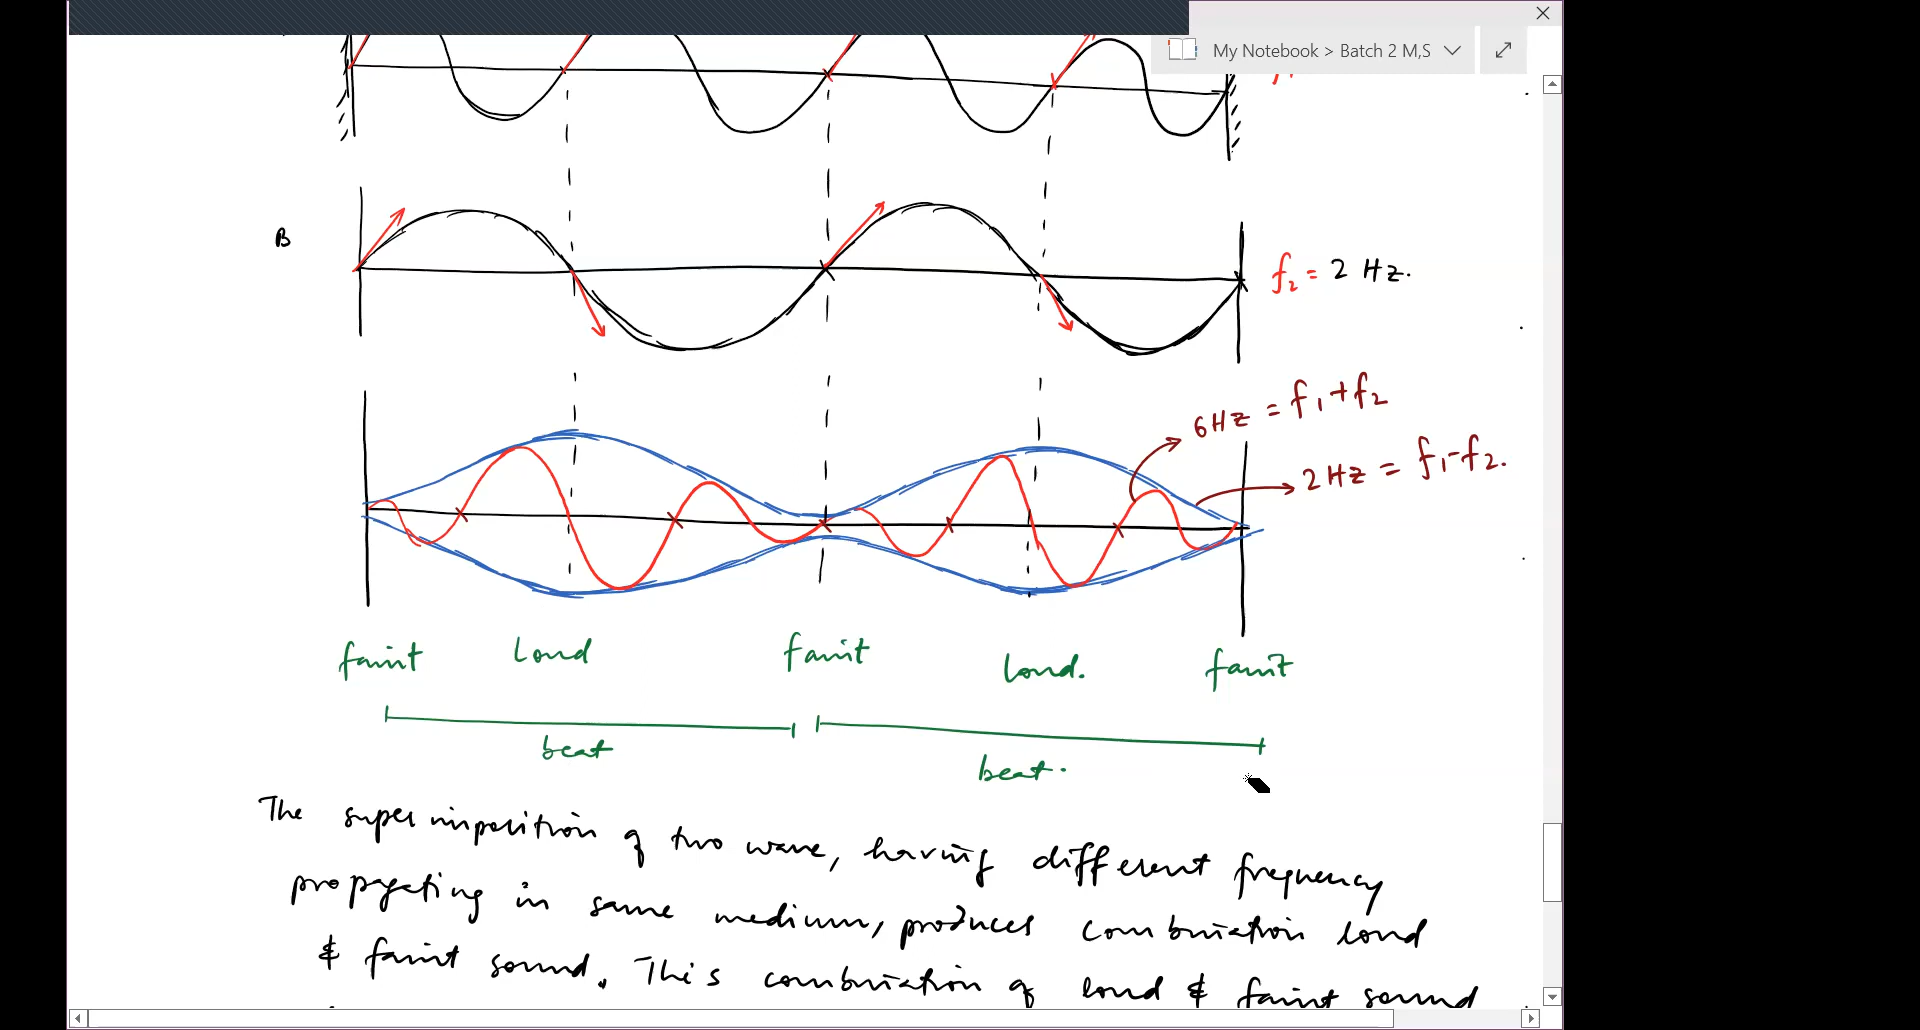 My Notebook > Batch 2 M,S
B
f₂ = 2 Hz.
6Hz = f₁+f₂
2Hz = f₁-f₂.
faint Loud faint Loud. faint
beat beat.
The superimposition of two wave, having different frequency
propagating in same medium, produces combination loud
& faint sound. This combination of loud & faint sound